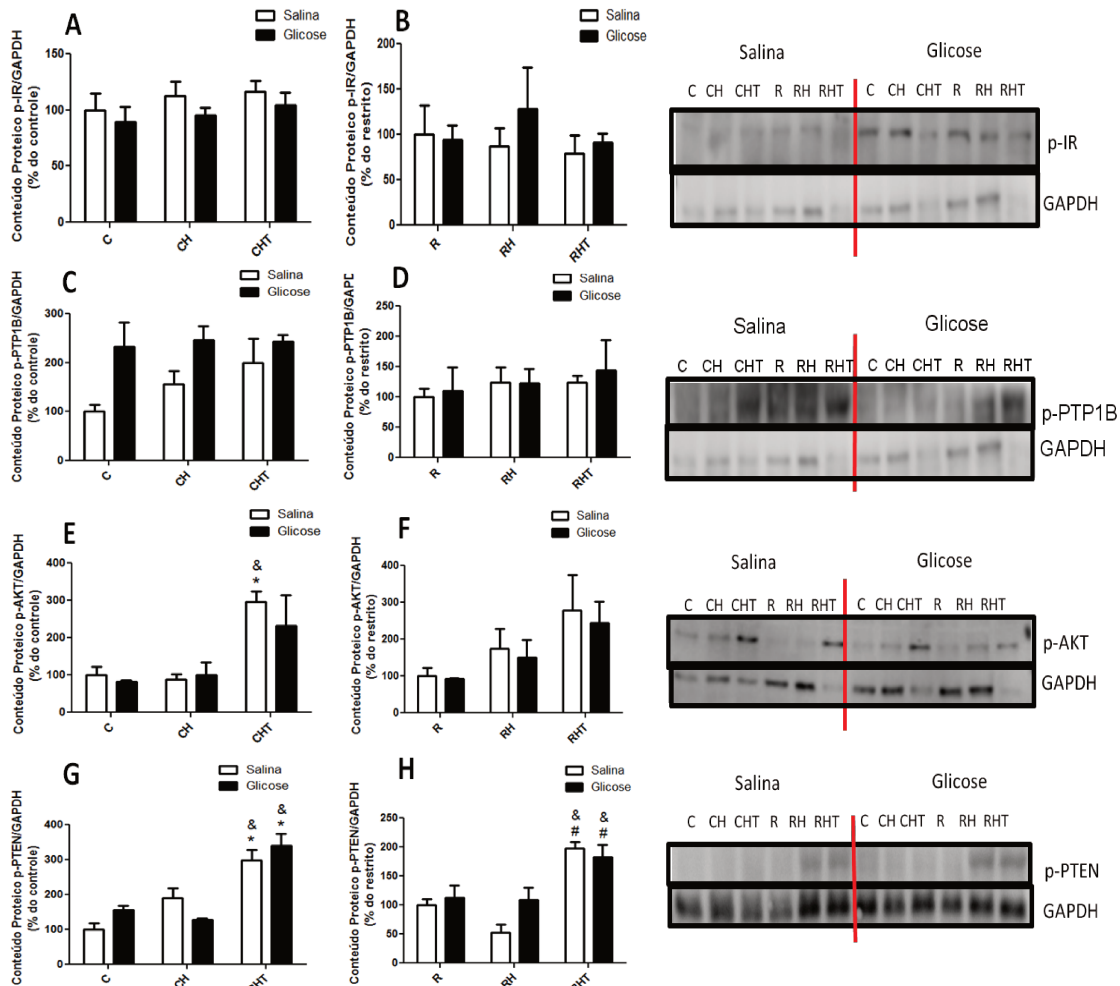 A
Conteúdo Proteico p-IR/GAPDH
(% do controle)
Salina
Glicose
150
100
50
0
C
CH
CHT
B
Conteúdo Proteico p-IR/GAPDH
(% do restrito)
Salina
Glicose
200
150
100
50
0
R
RH
RHT
Salina
Glicose
C CH CHT R RH RHT C CH CHT R RH RHT
p-IR
GAPDH
C
Conteúdo Proteico p-PTP1B/GAPDH
(% do controle)
Salina
Glicose
300
200
100
0
C
CH
CHT
D
Conteúdo Proteico p-PTP1B/GAPD
(% do restrito)
Salina
Glicose
250
200
150
100
50
0
R
RH
RHT
Salina
Glicose
C CH CHT R RH RHT C CH CHT R RH RHT
p-PTP1B
GAPDH
E
Conteúdo Proteico p-AKT/GAPDH
(% do controle)
Salina
Glicose
400
300
200
100
0
&
*
C
CH
CHT
F
Conteúdo Proteico p-AKT/GAPDH
(% do restrito)
Salina
Glicose
400
300
200
100
0
R
RH
RHT
Salina
Glicose
C CH CHT R RH RHT C CH CHT R RH RHT
p-AKT
GAPDH
G
Conteúdo Proteico p-PTEN/GAPDH
(% do controle)
Salina
Glicose
400
300
200
100
0
&
*
&
*
C
CH
CHT
H
Conteúdo Proteico p-PTEN/GAPDH
(% do restrito)
Salina
Glicose
250
200
150
100
50
0
&
#
&
#
R
RH
RHT
Salina
Glicose
C CH CHT R RH RHT C CH CHT R RH RHT
p-PTEN
GAPDH